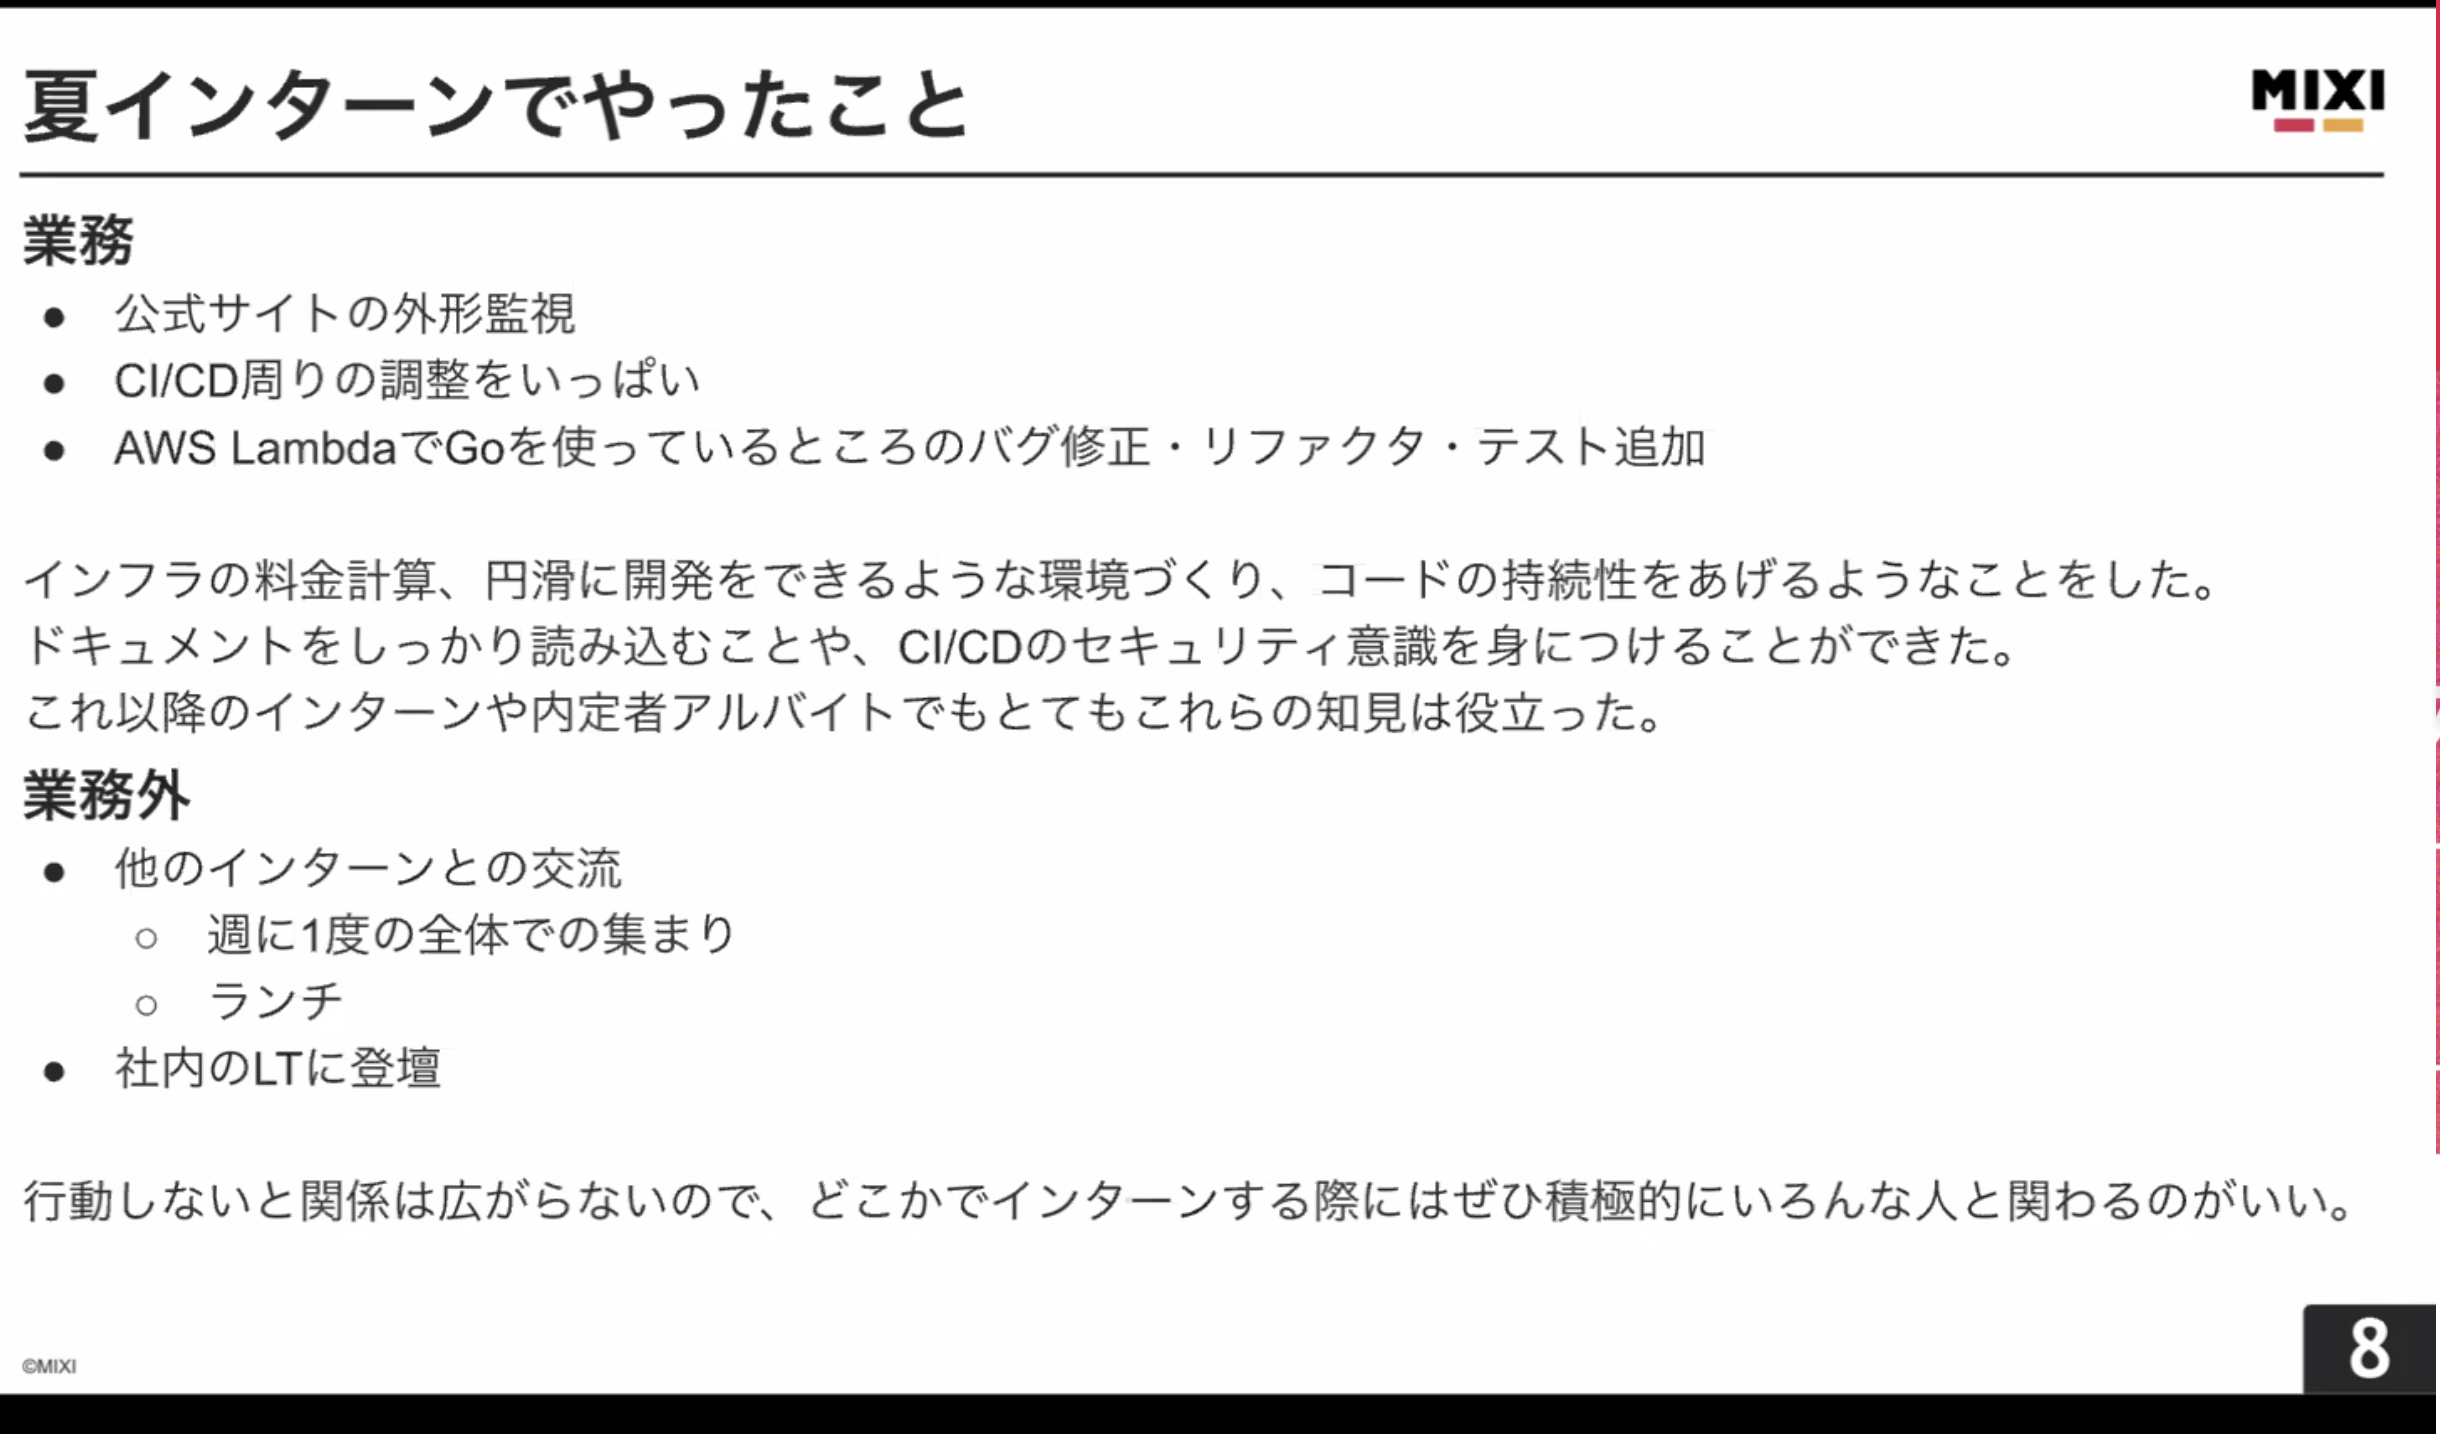 夏インターンでやったこと
MIXI
業務
● 公式サイトの外形監視
● CI/CD周りの調整をいっぱい
● AWS LambdaでGoを使っているところのバグ修正・リファクタ・テスト追加
インフラの料金計算、円滑に開発をできるような環境づくり、コードの持続性をあげるようなことをした。
ドキュメントをしっかり読み込むことや、CI/CDのセキュリティ意識を身につけることができた。
これ以降のインターンや内定者アルバイトでもとてもこれらの知見は役立った。
業務外
● 他のインターンとの交流
○ 週に1度の全体での集まり
○ ランチ
● 社内のLTに登壇
行動しないと関係は広がらないので、どこかでインターンする際にはぜひ積極的にいろんな人と関わるのがいい。
©MIXI
8